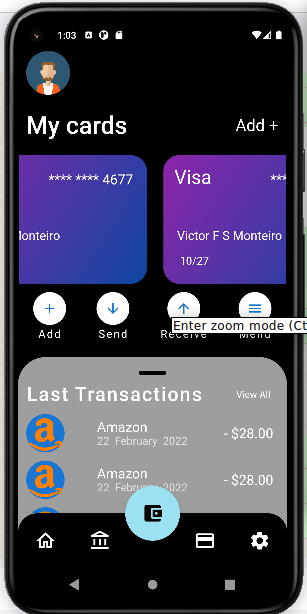 1:03
My cards
Add +
**** **** 4677
Visa
***
Monteiro
Victor F S Monteiro
10/27
Add
Send
Receive
Menu
Enter zoom mode (Ct
Last Transactions
View All
Amazon
22 February 2022
- $28.00
Amazon
22 February 2022
- $28.00